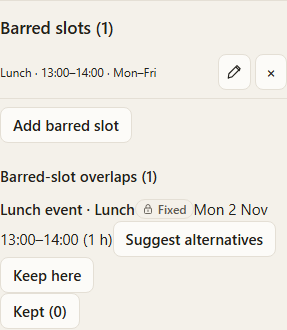 Barred slots (1)
Lunch · 13:00–14:00 · Mon–Fri
×
Add barred slot
Barred-slot overlaps (1)
Lunch event · Lunch Fixed Mon 2 Nov
13:00–14:00 (1 h) Suggest alternatives
Keep here
Kept (0)